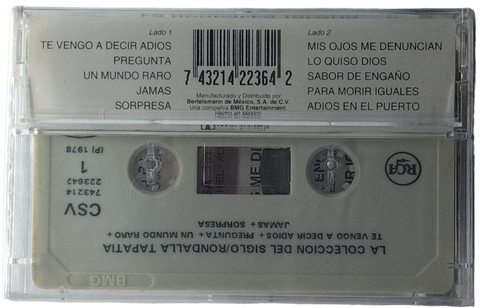 Lado 1
TE VENGO A DECIR ADIOS
PREGUNTA
UN MUNDO RARO
JAMAS
SORPRESA
7 43214 22364 2
Manufacturado y Distribuido por
Bertelsmann de México, S.A. de C.V.
Una compañía BMG Entertainment.
Hecho en México
Lado 2
MIS OJOS ME DENUNCIAN
LO QUISO DIOS
SABOR DE ENGAÑO
PARA MORIR IGUALES
ADIOS EN EL PUERTO
BMG
LA COLECCION DEL SIGLO/RONDALLA TAPATIA
TE VENGO A DECIR ADIOS + PREGUNTA + UN MUNDO RARO +
JAMAS + SORPRESA
CSV
743214
223642
1
(P) 1978
RCA